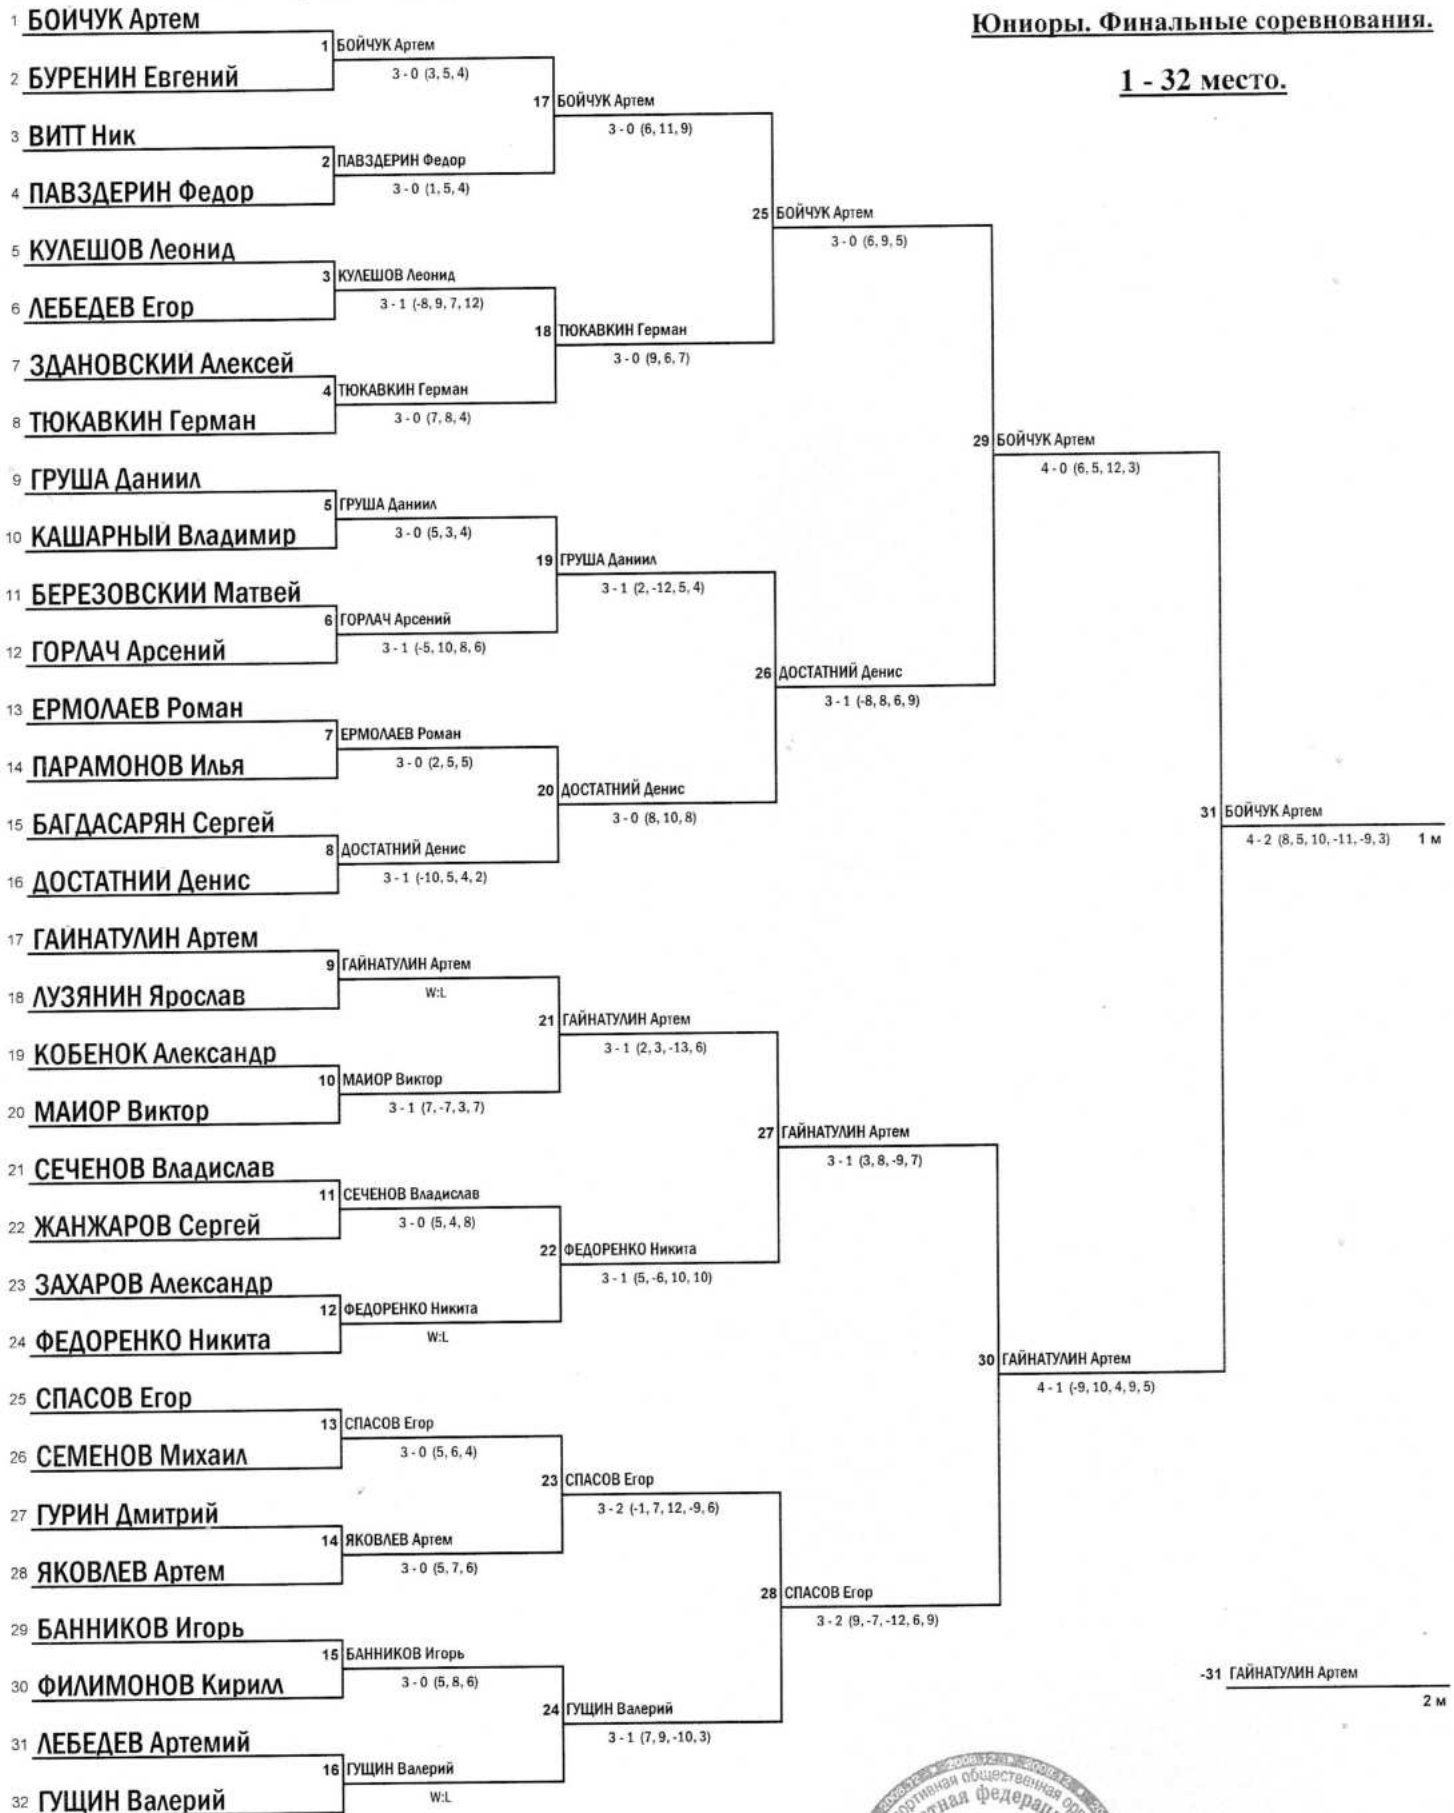 Юниоры. Финальные соревнования.
1 - 32 место.
1 БОЙЧУК Артем
1 БОЙЧУК Артем
3 - 0 (3, 5, 4)
2 БУРЕНИН Евгений
17 БОЙЧУК Артем
3 - 0 (6, 11, 9)
3 ВИТТ Ник
2 ПАВЗДЕРИН Федор
3 - 0 (1, 5, 4)
4 ПАВЗДЕРИН Федор
25 БОЙЧУК Артем
3 - 0 (6, 9, 5)
5 КУЛЕШОВ Леонид
3 КУЛЕШОВ Леонид
3 - 1 (-8, 9, 7, 12)
6 ЛЕБЕДЕВ Егор
18 ТЮКАВКИН Герман
3 - 0 (9, 6, 7)
7 ЗДАНОВСКИЙ Алексей
4 ТЮКАВКИН Герман
3 - 0 (7, 8, 4)
8 ТЮКАВКИН Герман
29 БОЙЧУК Артем
4 - 0 (6, 5, 12, 3)
9 ГРУША Даниил
5 ГРУША Даниил
3 - 0 (5, 3, 4)
10 КАШАРНЫЙ Владимир
19 ГРУША Даниил
3 - 1 (2, -12, 5, 4)
11 БЕРЕЗОВСКИЙ Матвей
6 ГОРЛАЧ Арсений
3 - 1 (-5, 10, 8, 6)
12 ГОРЛАЧ Арсений
26 ДОСТАТНИЙ Денис
3 - 1 (-8, 8, 6, 9)
13 ЕРМОЛАЕВ Роман
7 ЕРМОЛАЕВ Роман
3 - 0 (2, 5, 5)
14 ПАРАМОНОВ Илья
20 ДОСТАТНИЙ Денис
3 - 0 (8, 10, 8)
15 БАГДАСАРЯН Сергей
8 ДОСТАТНИЙ Денис
3 - 1 (-10, 5, 4, 2)
16 ДОСТАТНИЙ Денис
31 БОЙЧУК Артем
4 - 2 (8, 5, 10, -11, -9, 3) 1 м
17 ГАЙНАТУЛИН Артем
9 ГАЙНАТУЛИН Артем
W:L
18 ЛУЗЯНИН Ярослав
21 ГАЙНАТУЛИН Артем
3 - 1 (2, 3, -13, 6)
19 КОБЕНОК Александр
10 МАИОР Виктор
3 - 1 (7, -7, 3, 7)
20 МАИОР Виктор
27 ГАЙНАТУЛИН Артем
3 - 1 (3, 8, -9, 7)
21 СЕЧЕНОВ Владислав
11 СЕЧЕНОВ Владислав
3 - 0 (5, 4, 8)
22 ЖАНЖАРОВ Сергей
22 ФЕДОРЕНКО Никита
3 - 1 (5, -6, 10, 10)
23 ЗАХАРОВ Александр
12 ФЕДОРЕНКО Никита
W:L
24 ФЕДОРЕНКО Никита
30 ГАЙНАТУЛИН Артем
4 - 1 (-9, 10, 4, 9, 5)
25 СПАСОВ Егор
13 СПАСОВ Егор
3 - 0 (5, 6, 4)
26 СЕМЕНОВ Михаил
23 СПАСОВ Егор
3 - 2 (-1, 7, 12, -9, 6)
27 ГУРИН Дмитрий
14 ЯКОВЛЕВ Артем
3 - 0 (5, 7, 6)
28 ЯКОВЛЕВ Артем
28 СПАСОВ Егор
3 - 2 (9, -7, -12, 6, 9)
29 БАННИКОВ Игорь
15 БАННИКОВ Игорь
3 - 0 (5, 8, 6)
30 ФИЛИМОНОВ Кирилл
24 ГУЩИН Валерий
3 - 1 (7, 9, -10, 3)
31 ЛЕБЕДЕВ Артемий
16 ГУЩИН Валерий
W:L
32 ГУЩИН Валерий
-31 ГАЙНАТУЛИН Артем
2 м
общественная